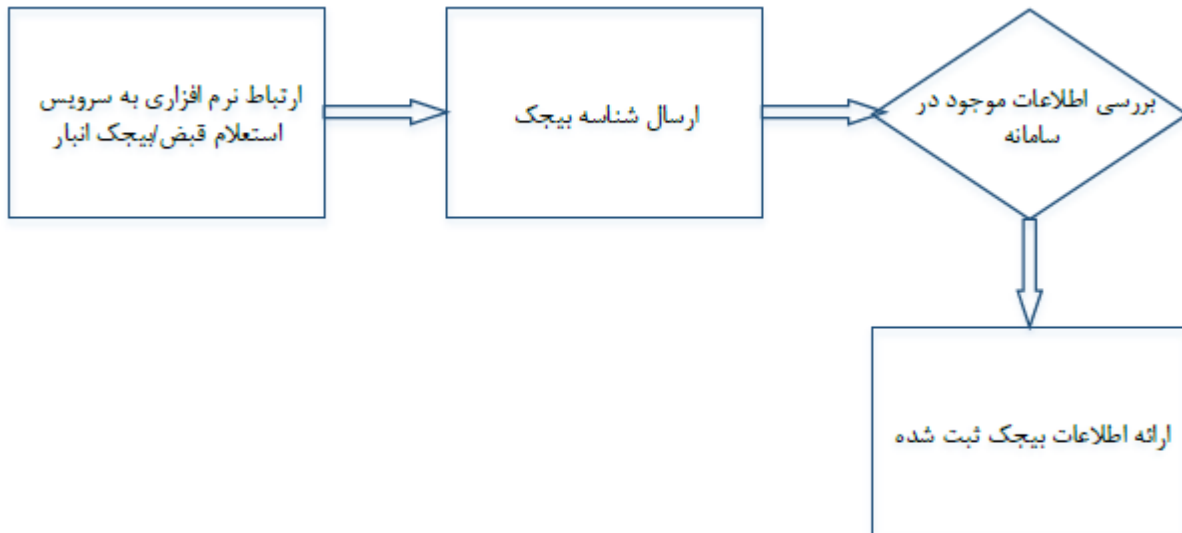 ارتباط نرم افزاری به سرویس
استعلام قبض/بیجک انبار
ارسال شناسه بیجک
بررسی اطلاعات موجود در
سامانه
ارائه اطلاعات بیجک ثبت شده